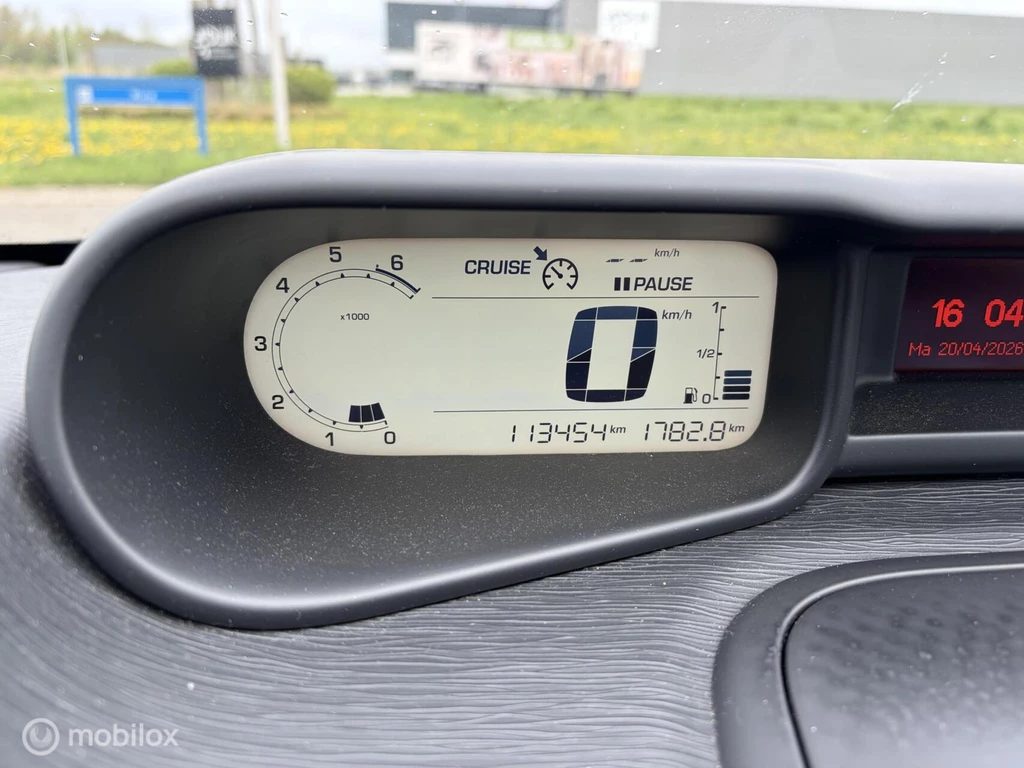 CRUISE -- -- km/h
PAUSE
0 km/h
x1000
0 1 2 3 4 5 6
1
1/2
0
113454 km 1782.8 km
16 04
Ma 20/04/2026
mobilox